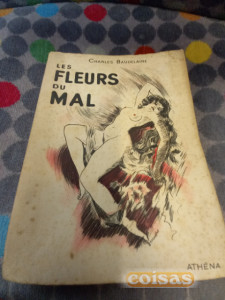 CHARLES BAUDELAIRE
LES
FLEURS
DU
MAL
ATHÉNA
coisas